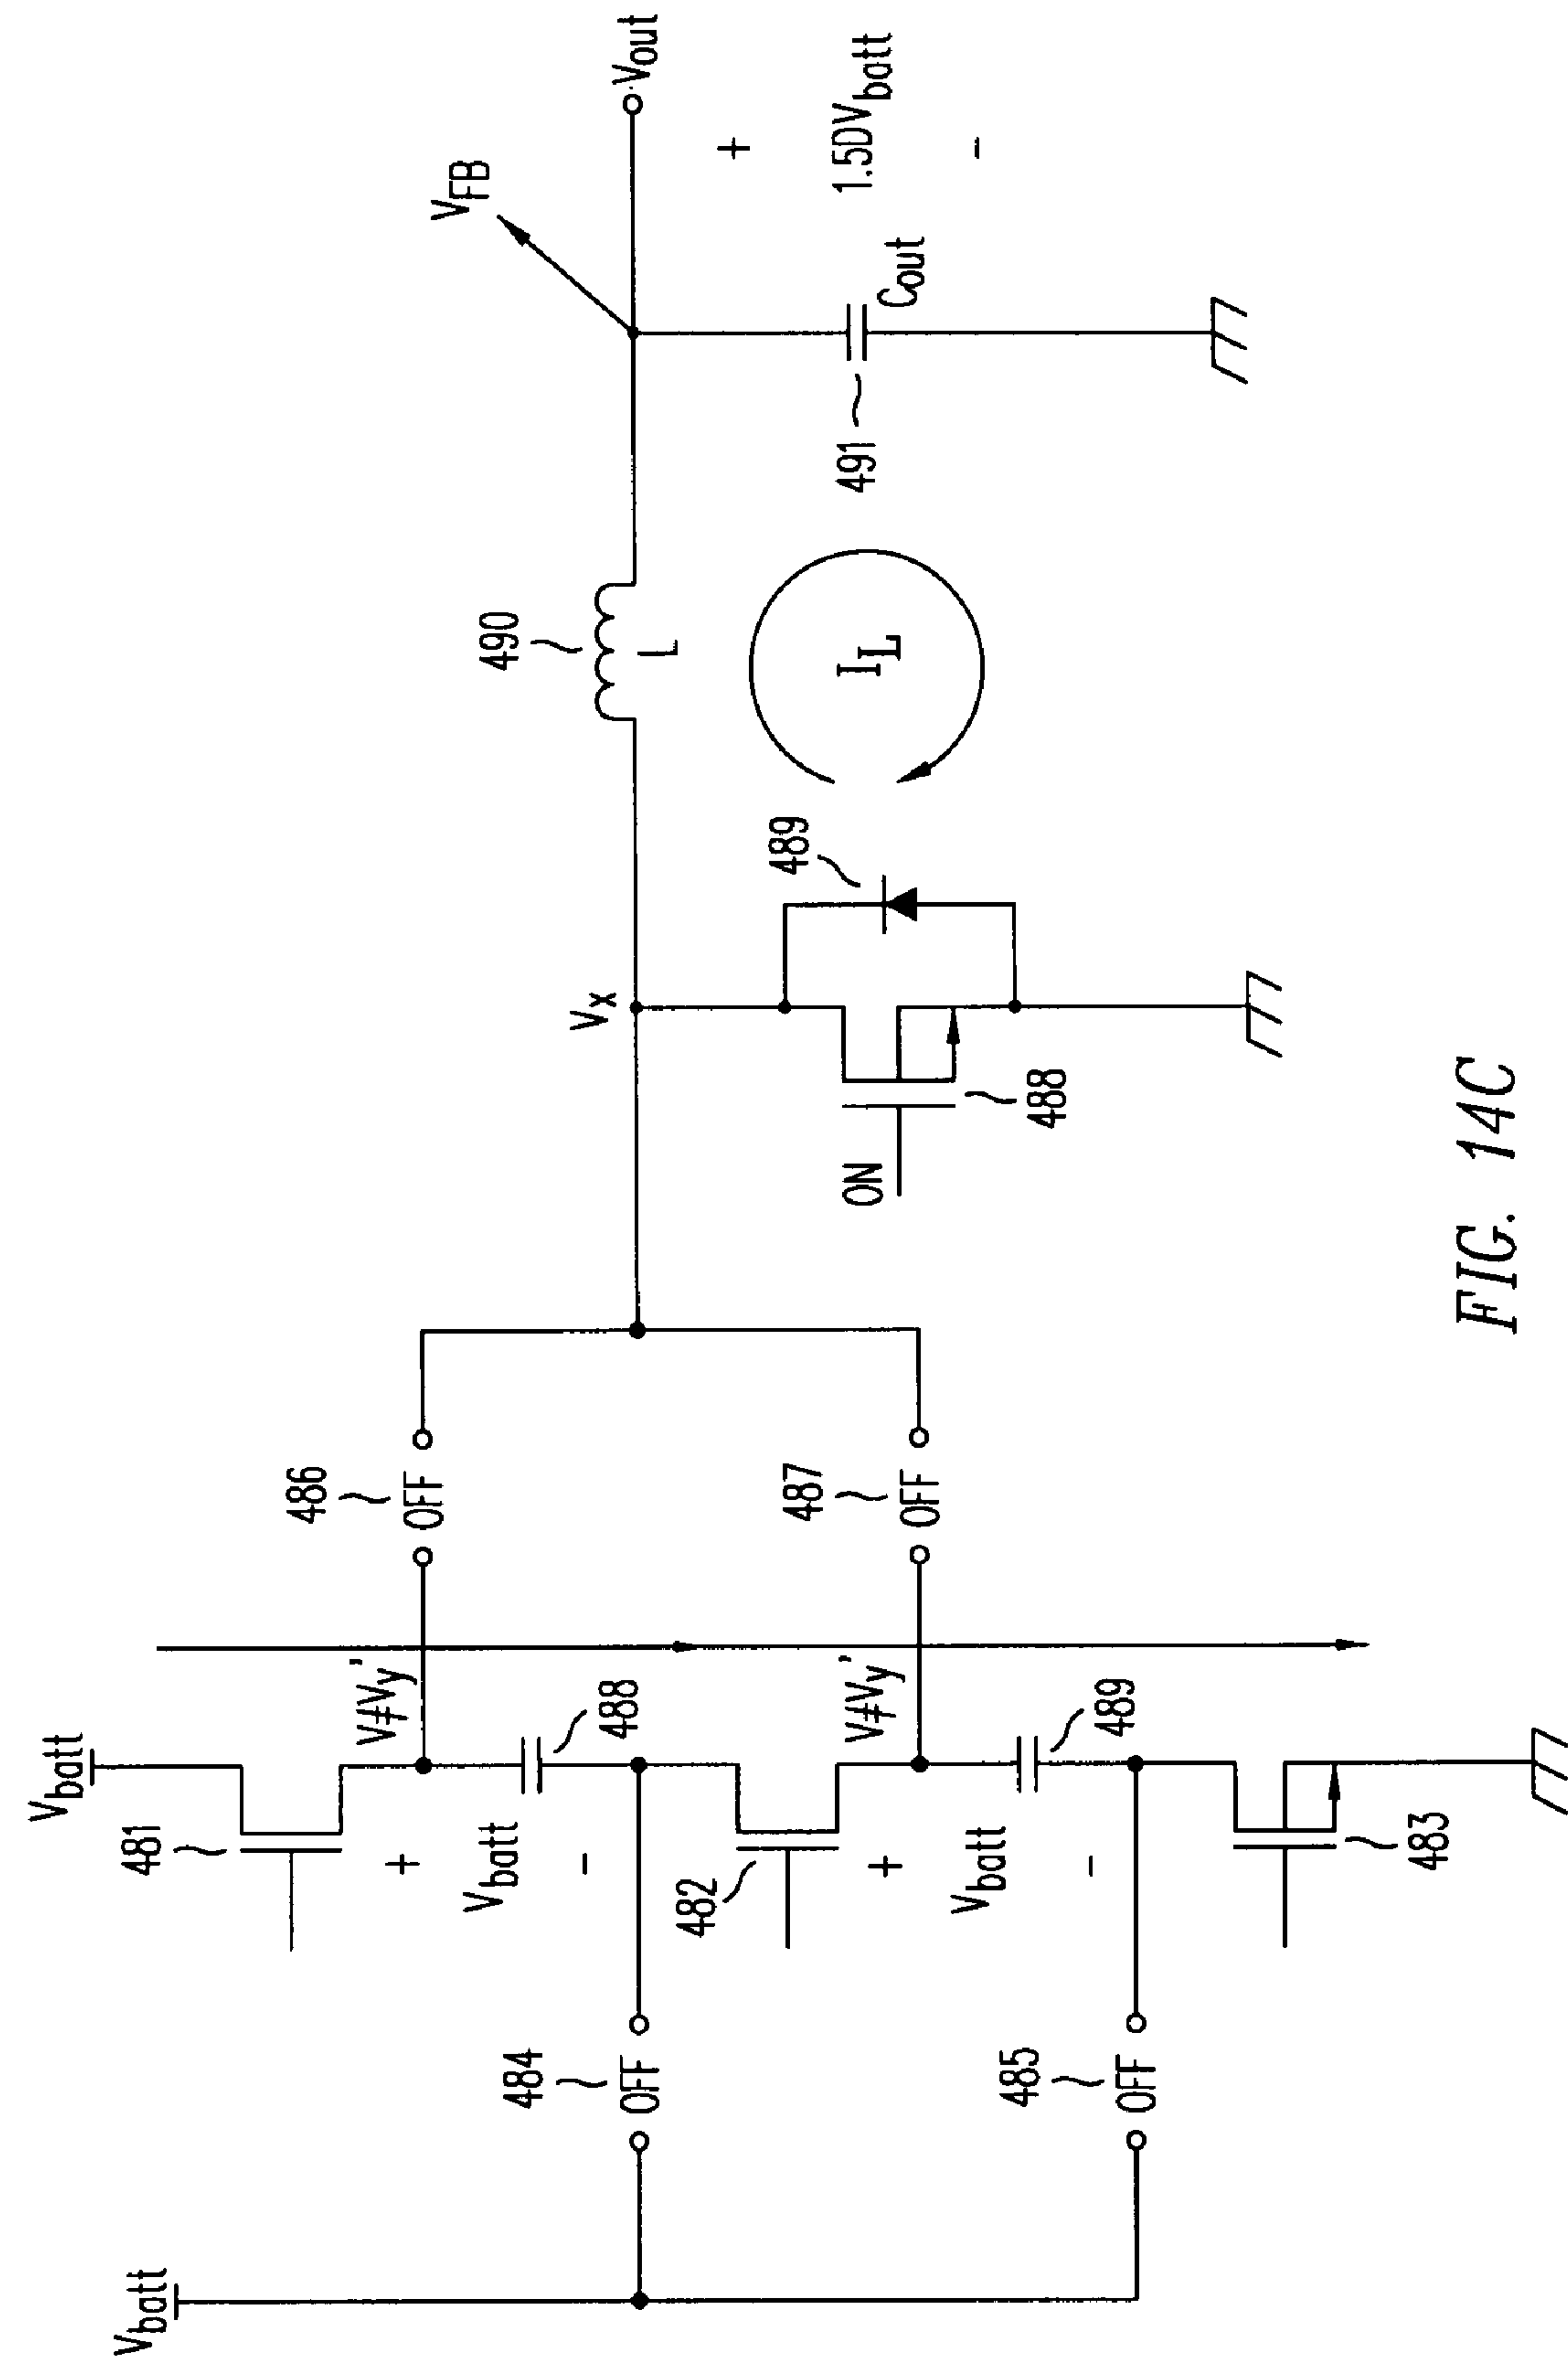 Vbatt
Vbatt
481
+
Vbatt
-
V≠Vy'
488
486
OFF
484
OFF
482
+
Vbatt
-
V≠Vy'
489
487
OFF
485
OFF
483
Vx
ON
488
489
490
L
IL
VFB
Vout
+
1.5DVbatt
-
491
Cout
FIG. 14C